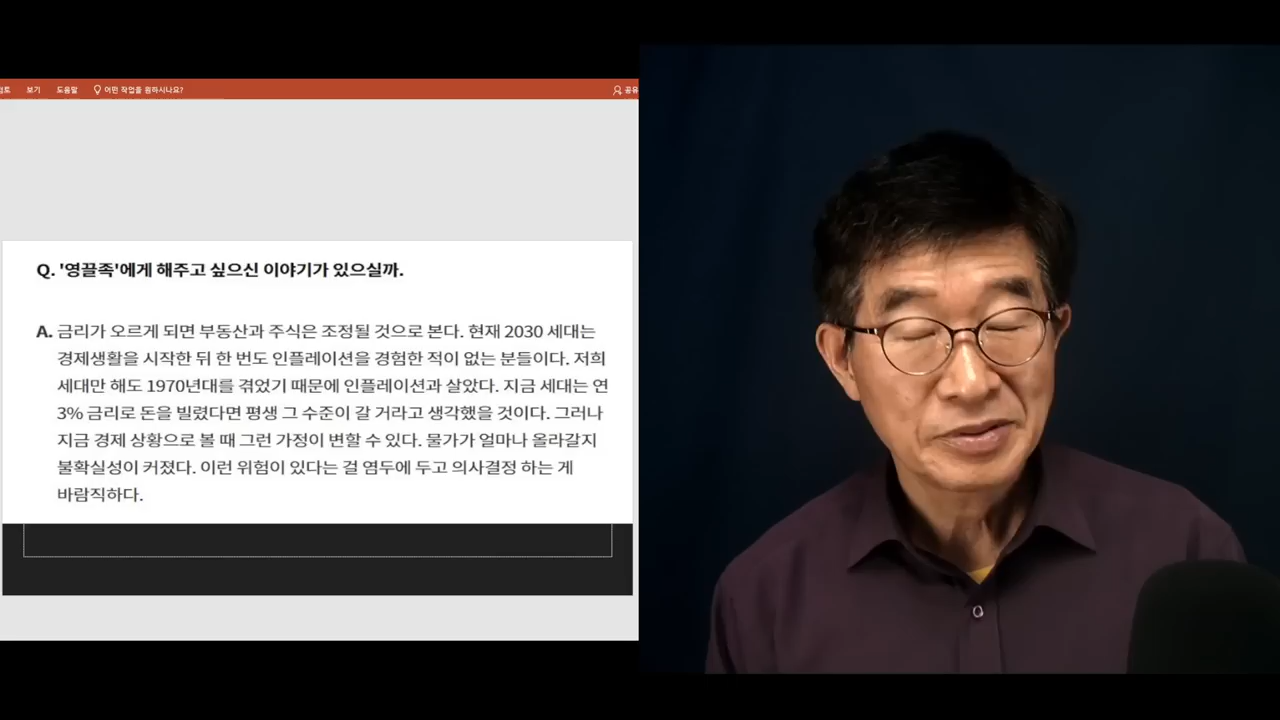 보기 도움말 어떤 작업을 원하시나요? 공유
Q. '영끌족'에게 해주고 싶으신 이야기가 있으실까.
A. 금리가 오르게 되면 부동산과 주식은 조정될 것으로 본다. 현재 2030 세대는
경제생활을 시작한 뒤 한 번도 인플레이션을 경험한 적이 없는 분들이다. 저희
세대만 해도 1970년대를 겪었기 때문에 인플레이션과 살았다. 지금 세대는 연
3% 금리로 돈을 빌렸다면 평생 그 수준이 갈 거라고 생각했을 것이다. 그러나
지금 경제 상황으로 볼 때 그런 가정이 변할 수 있다. 물가가 얼마나 올라갈지
불확실성이 커졌다. 이런 위험이 있다는 걸 염두에 두고 의사결정 하는 게
바람직하다.